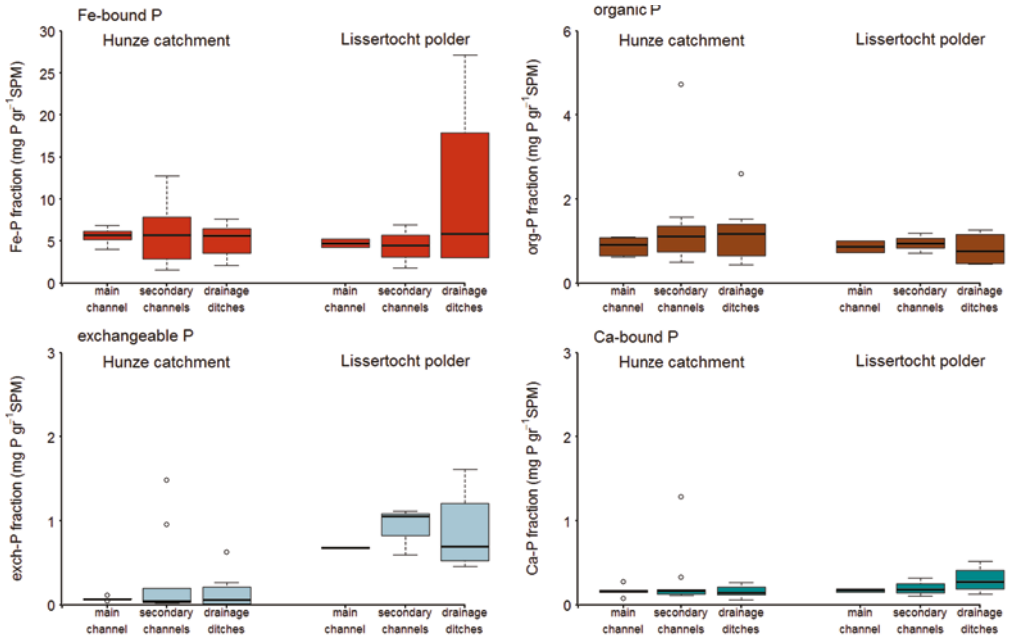 Fe-bound P
Hunze catchment Lissertocht polder
Fe-P fraction (mg P gr⁻¹SPM)
30
25
20
15
10
5
0
main channel
secondary channels
drainage ditches
main channel
secondary channels
drainage ditches
organic P
Hunze catchment Lissertocht polder
org-P fraction (mg P gr⁻¹SPM)
6
4
2
0
main channel
secondary channels
drainage ditches
main channel
secondary channels
drainage ditches
exchangeable P
Hunze catchment Lissertocht polder
exch-P fraction (mg P gr⁻¹SPM)
3
2
1
0
main channel
secondary channels
drainage ditches
main channel
secondary channels
drainage ditches
Ca-bound P
Hunze catchment Lissertocht polder
Ca-P fraction (mg P gr⁻¹SPM)
3
2
1
0
main channel
secondary channels
drainage ditches
main channel
secondary channels
drainage ditches